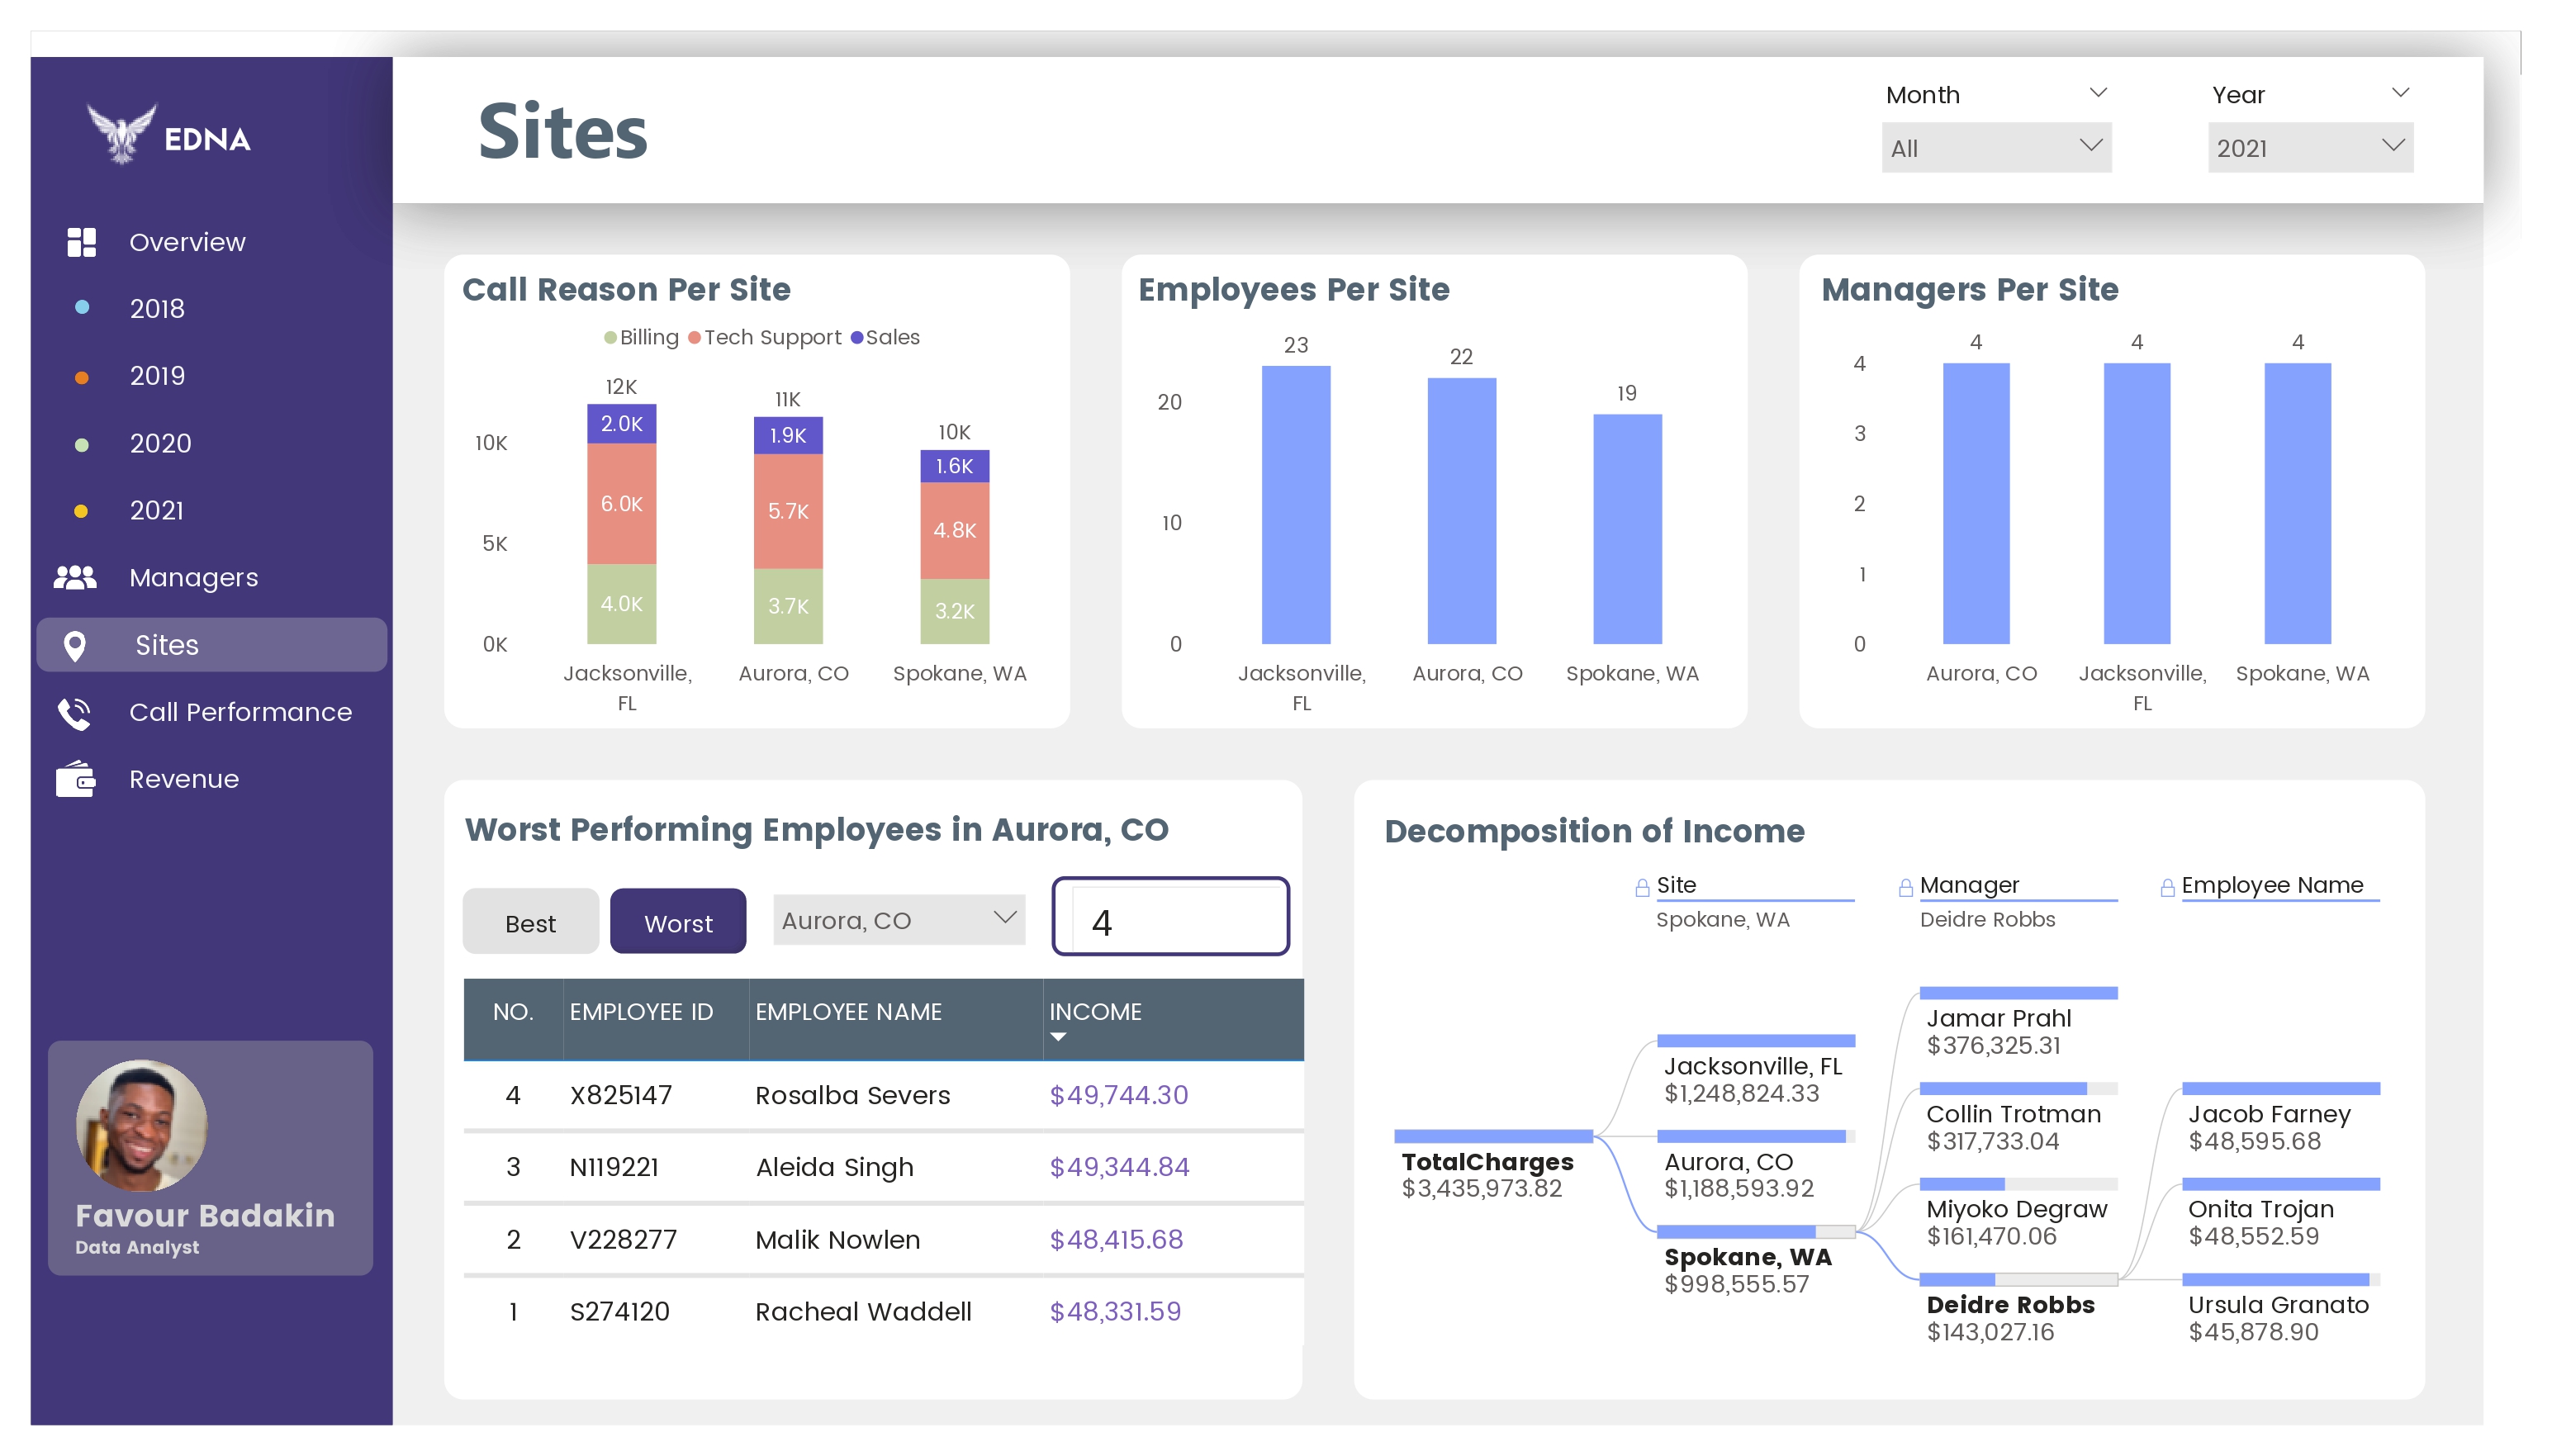 EDNA
Overview
2018
2019
2020
2021
Managers
Sites
Call Performance
Revenue
Favour Badakin
Data Analyst
Sites
Month
All
Year
2021
Call Reason Per Site
Billing Tech Support Sales
12K
11K
10K
2.0K
1.9K
1.6K
6.0K
5.7K
4.8K
4.0K
3.7K
3.2K
10K
5K
0K
Jacksonville,
FL
Aurora, CO
Spokane, WA
Employees Per Site
23
22
19
20
10
0
Jacksonville,
FL
Aurora, CO
Spokane, WA
Managers Per Site
4
4
4
4
3
2
1
0
Aurora, CO
Jacksonville,
FL
Spokane, WA
Worst Performing Employees in Aurora, CO
Best
Worst
Aurora, CO
4
NO. EMPLOYEE ID EMPLOYEE NAME INCOME
4 X825147 Rosalba Severs $49,744.30
3 N119221 Aleida Singh $49,344.84
2 V228277 Malik Nowlen $48,415.68
1 S274120 Racheal Waddell $48,331.59
Decomposition of Income
Site
Spokane, WA
Manager
Deidre Robbs
Employee Name
TotalCharges
$3,435,973.82
Jacksonville, FL
$1,248,824.33
Aurora, CO
$1,188,593.92
Spokane, WA
$998,555.57
Jamar Prahl
$376,325.31
Collin Trotman
$317,733.04
Miyoko Degraw
$161,470.06
Deidre Robbs
$143,027.16
Jacob Farney
$48,595.68
Onita Trojan
$48,552.59
Ursula Granato
$45,878.90